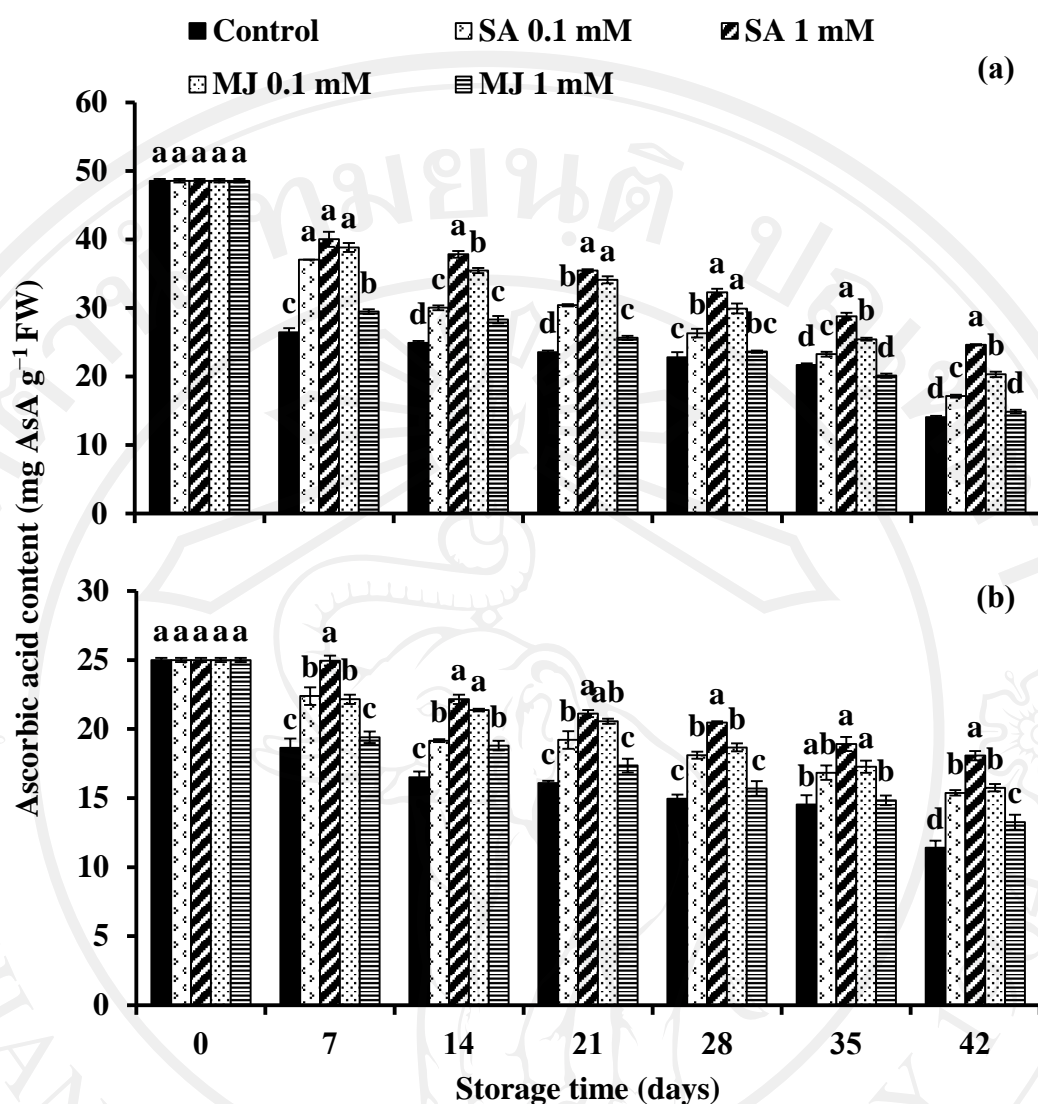 Control SA 0.1 mM SA 1 mM
MJ 0.1 mM MJ 1 mM
(a)
Ascorbic acid content (mg AsA g⁻¹ FW)
60
50
40
30
20
10
0
a a a a a
c a a a b
d c a b c
d b a a c
c b a a bc
d c a b d
d c a b d
(b)
30
25
20
15
10
5
0
a a a a a
c b a b c
c b a a b
c b a ab c
c b a b c
b ab a a b
d b a b c
0 7 14 21 28 35 42
Storage time (days)